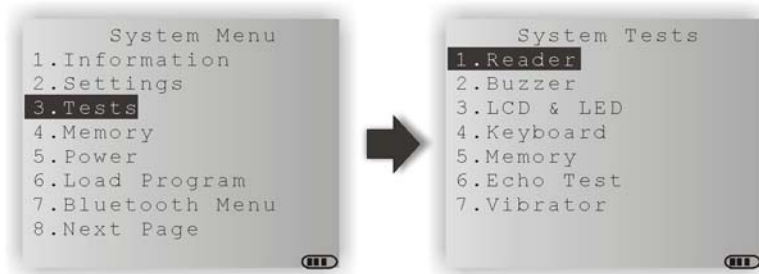 System Menu
1.Information
2.Settings
3.Tests
4.Memory
5.Power
6.Load Program
7.Bluetooth Menu
8.Next Page
System Tests
1.Reader
2.Buzzer
3.LCD & LED
4.Keyboard
5.Memory
6.Echo Test
7.Vibrator